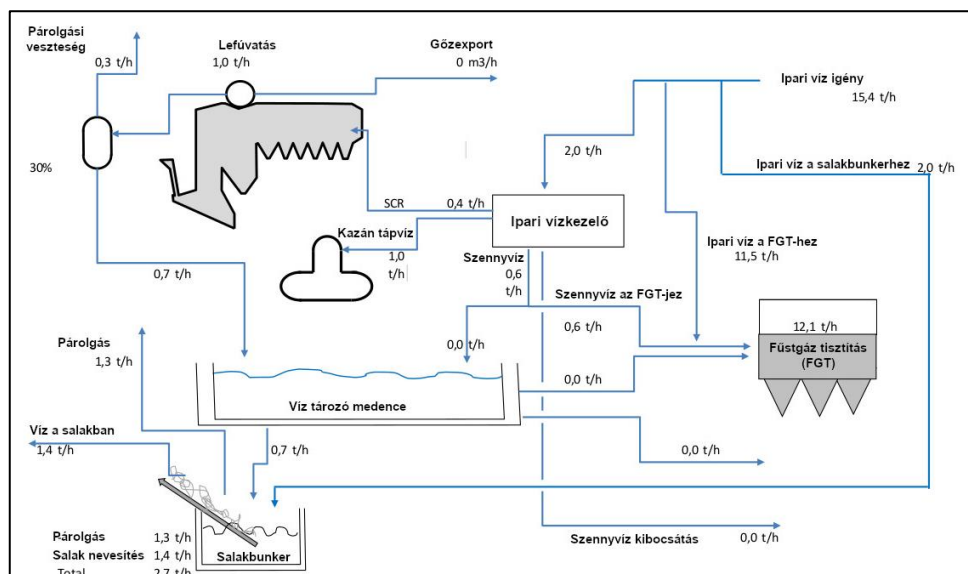 Párolgási
veszteség
0,3 t/h
Lefúvatás
1,0 t/h
Gőzexport
0 m3/h
Ipari víz igény
15,4 t/h
30%
2,0 t/h
Ipari víz a salakbunkerhez
2,0 t/h
SCR
0,4 t/h
Ipari vízkezelő
Kazán tápvíz
1,0
t/h
Ipari víz a FGT-hez
11,5 t/h
Szennyvíz
0,6
t/h
0,7 t/h
Szennyvíz az FGT-jez
0,6 t/h
12,1 t/h
Füstgáz tisztítás
(FGT)
Párolgás
1,3 t/h
0,0 t/h
0,0 t/h
Víz tározó medence
Víz a salakban
1,4 t/h
0,7 t/h
0,0 t/h
Párolgás 1,3 t/h
Salak nevesítés 1,4 t/h
Total 2,7 t/h
Salakbunker
Szennyvíz kibocsátás
0,0 t/h